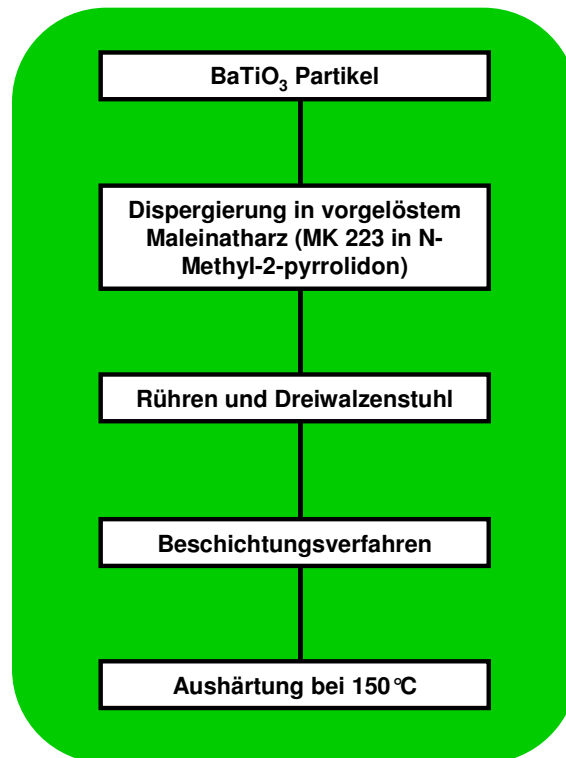 BaTiO₃ Partikel
Dispergierung in vorgelöstem
Maleinatharz (MK 223 in N-
Methyl-2-pyrrolidon)
Rühren und Dreiwalzenstuhl
Beschichtungsverfahren
Aushärtung bei 150°C